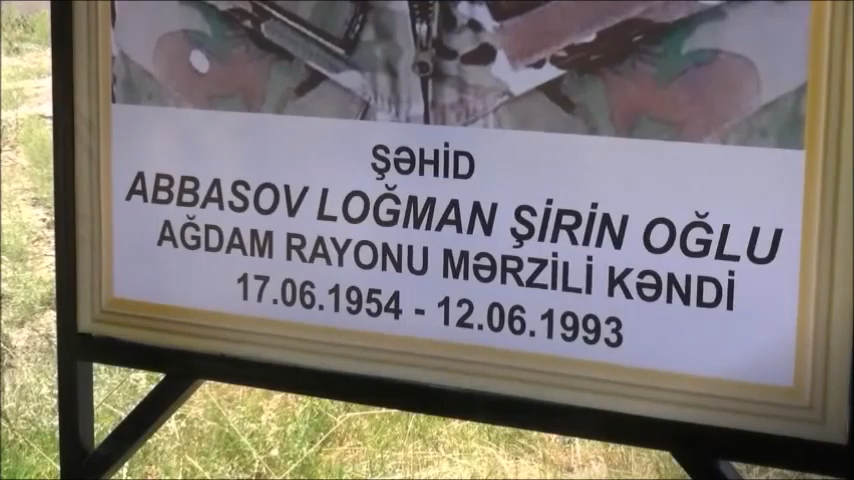 ŞƏHİD
ABBASOV LOĞMAN ŞİRİN OĞLU
AĞDAM RAYONU MƏRZİLİ KƏNDİ
17.06.1954 - 12.06.1993